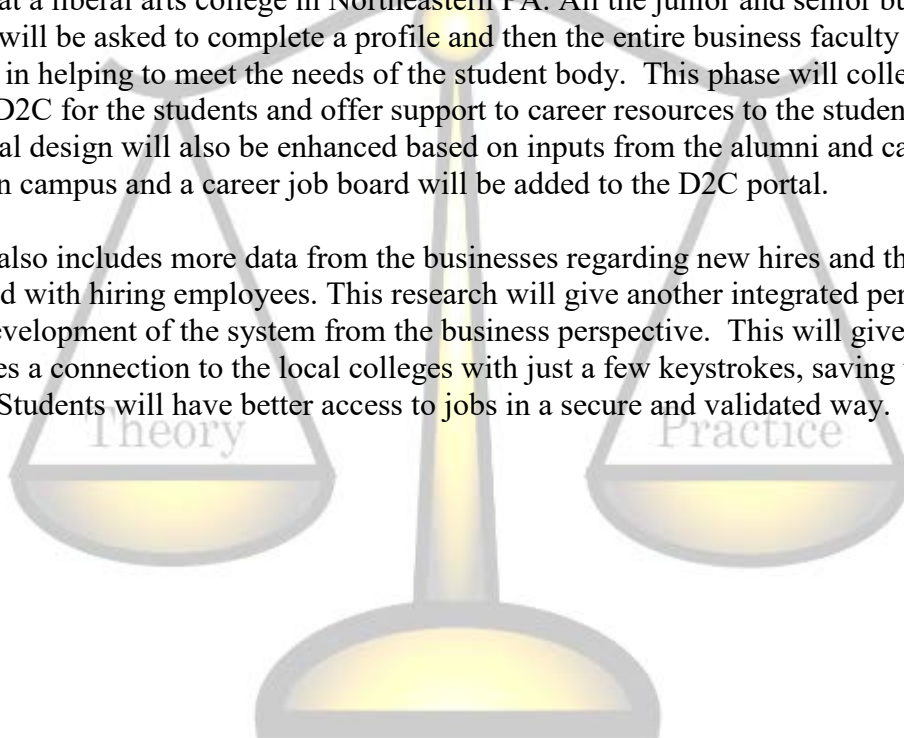 at a liberal arts college in Northeastern PA. All the junior and senior bu
will be asked to complete a profile and then the entire business faculty
in helping to meet the needs of the student body. This phase will colle
D2C for the students and offer support to career resources to the studen
al design will also be enhanced based on inputs from the alumni and ca
n campus and a career job board will be added to the D2C portal.
also includes more data from the businesses regarding new hires and th
d with hiring employees. This research will give another integrated per
evelopment of the system from the business perspective. This will give
es a connection to the local colleges with just a few keystrokes, saving
Students will have better access to jobs in a secure and validated way.
Theory Practice